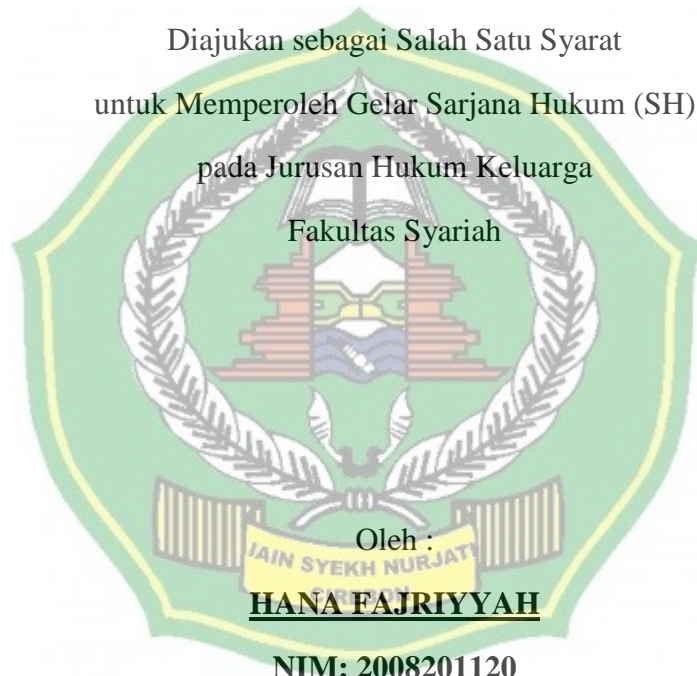 Diajukan sebagai Salah Satu Syarat
untuk Memperoleh Gelar Sarjana Hukum (SH)
pada Jurusan Hukum Keluarga
Fakultas Syariah
Oleh :
IAIN SYEKH NURJATI
CIREBON
HANA FAJRIYYAH
NIM: 2008201120